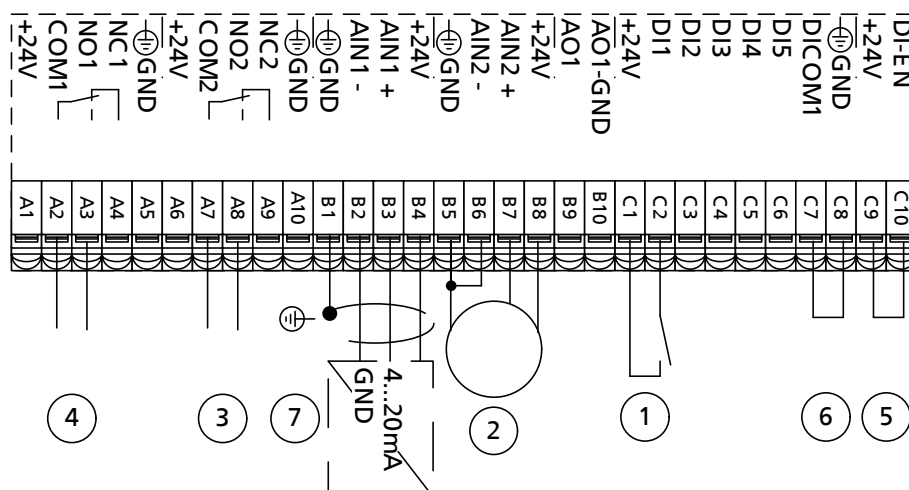 +24V
COM1
NO1
NC1
GND
+24V
COM2
NO2
NC2
GND
GND
AIN1 -
AIN1 +
+24V
GND
AIN2 -
AIN2 +
+24V
AO1
AO1-GND
+24V
DI1
DI2
DI3
DI4
DI5
DICOM1
GND
+24V
DI-EN
A1
A2
A3
A4
A5
A6
A7
A8
A9
A10
B1
B2
B3
B4
B5
B6
B7
B8
B9
B10
C1
C2
C3
C4
C5
C6
C7
C8
C9
C10
GND
4...20mA
4
3
7
2
1
6
5